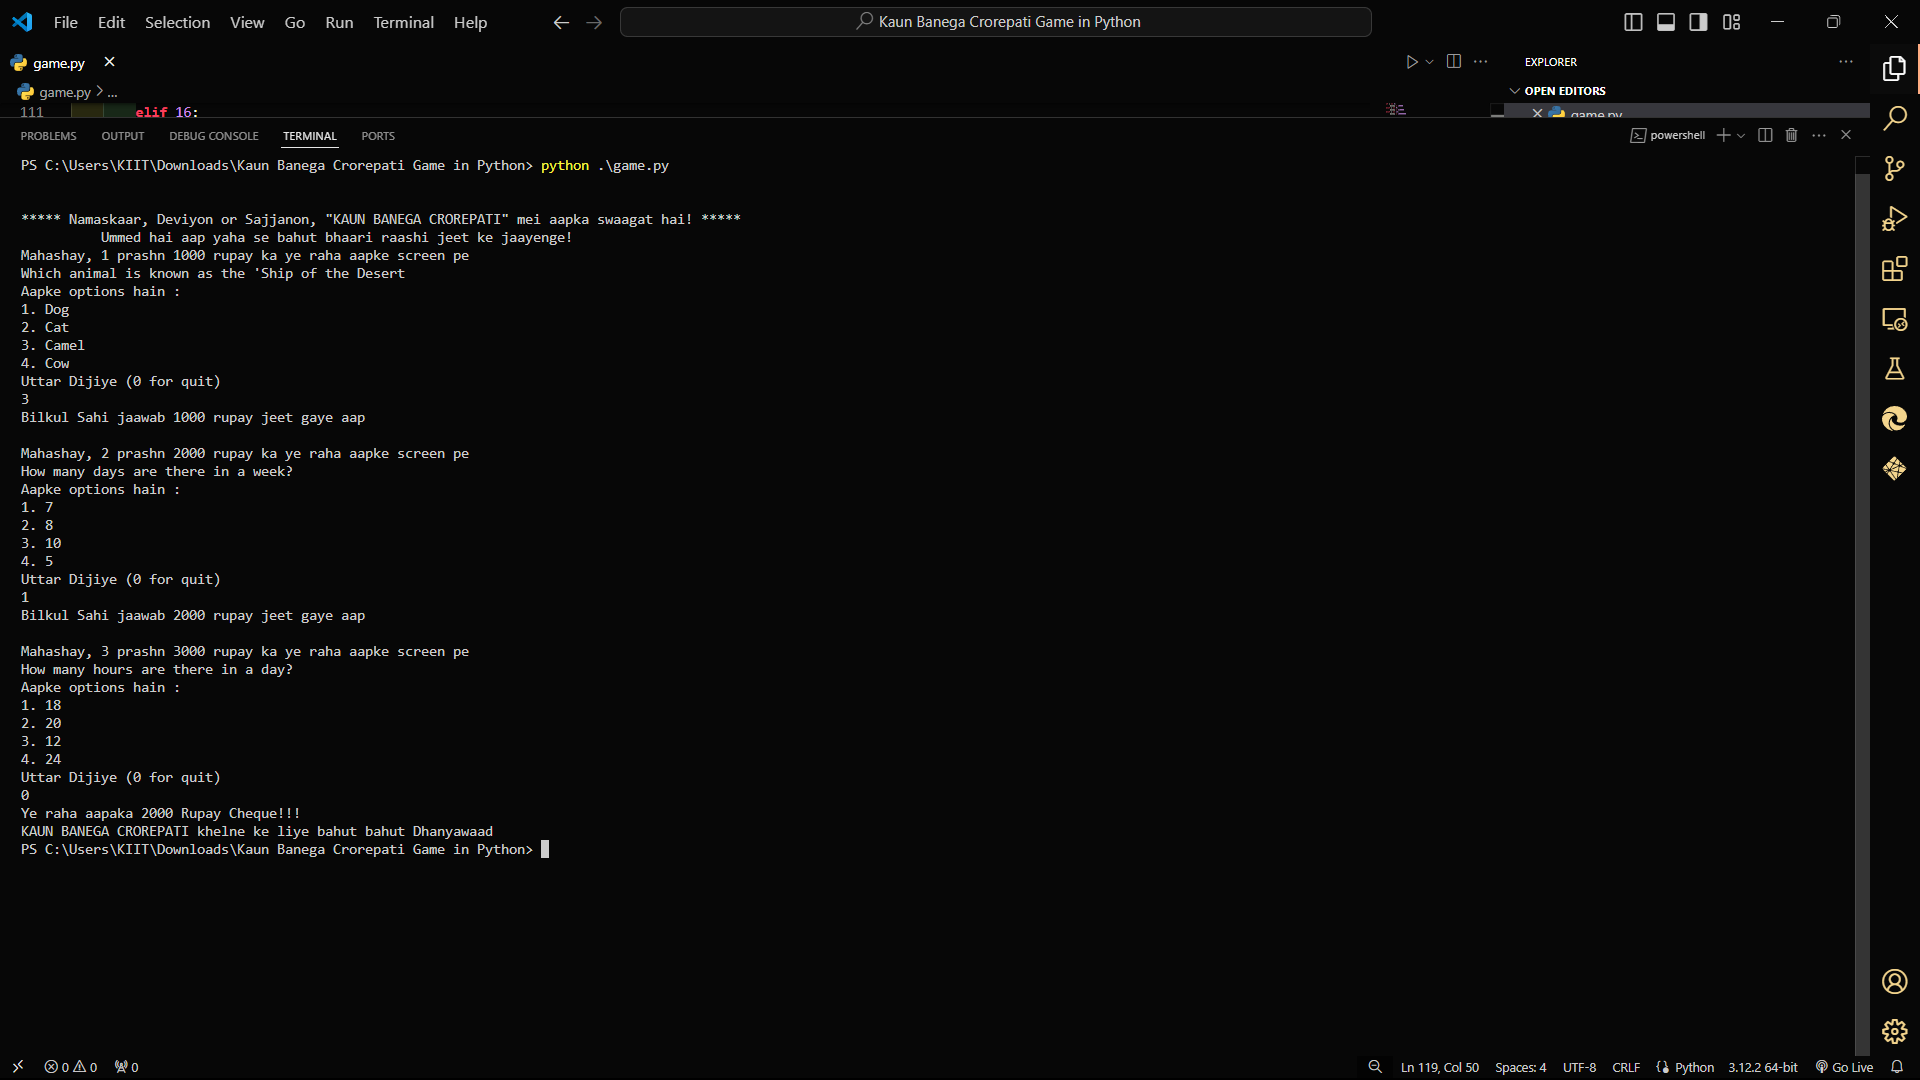 File Edit Selection View Go Run Terminal Help
Kaun Banega Crorepati Game in Python
game.py
EXPLORER
game.py > ...
OPEN EDITORS
111 elif 16:
game.py
PROBLEMS OUTPUT DEBUG CONSOLE TERMINAL PORTS
powershell
PS C:\Users\KIIT\Downloads\Kaun Banega Crorepati Game in Python> python .\game.py
***** Namaskaar, Deviyon or Sajjanon, "KAUN BANEGA CROREPATI" mei aapka swaagat hai! *****
Ummed hai aap yaha se bahut bhaari raashi jeet ke jaayenge!
Mahashay, 1 prashn 1000 rupay ka ye raha aapke screen pe
Which animal is known as the 'Ship of the Desert
Aapke options hain :
1. Dog
2. Cat
3. Camel
4. Cow
Uttar Dijiye (0 for quit)
3
Bilkul Sahi jaawab 1000 rupay jeet gaye aap
Mahashay, 2 prashn 2000 rupay ka ye raha aapke screen pe
How many days are there in a week?
Aapke options hain :
1. 7
2. 8
3. 10
4. 5
Uttar Dijiye (0 for quit)
1
Bilkul Sahi jaawab 2000 rupay jeet gaye aap
Mahashay, 3 prashn 3000 rupay ka ye raha aapke screen pe
How many hours are there in a day?
Aapke options hain :
1. 18
2. 20
3. 12
4. 24
Uttar Dijiye (0 for quit)
0
Ye raha aapaka 2000 Rupay Cheque!!!
KAUN BANEGA CROREPATI khelne ke liye bahut bahut Dhanyawaad
PS C:\Users\KIIT\Downloads\Kaun Banega Crorepati Game in Python>
0 0 0 Ln 119, Col 50 Spaces: 4 UTF-8 CRLF Python 3.12.2 64-bit Go Live